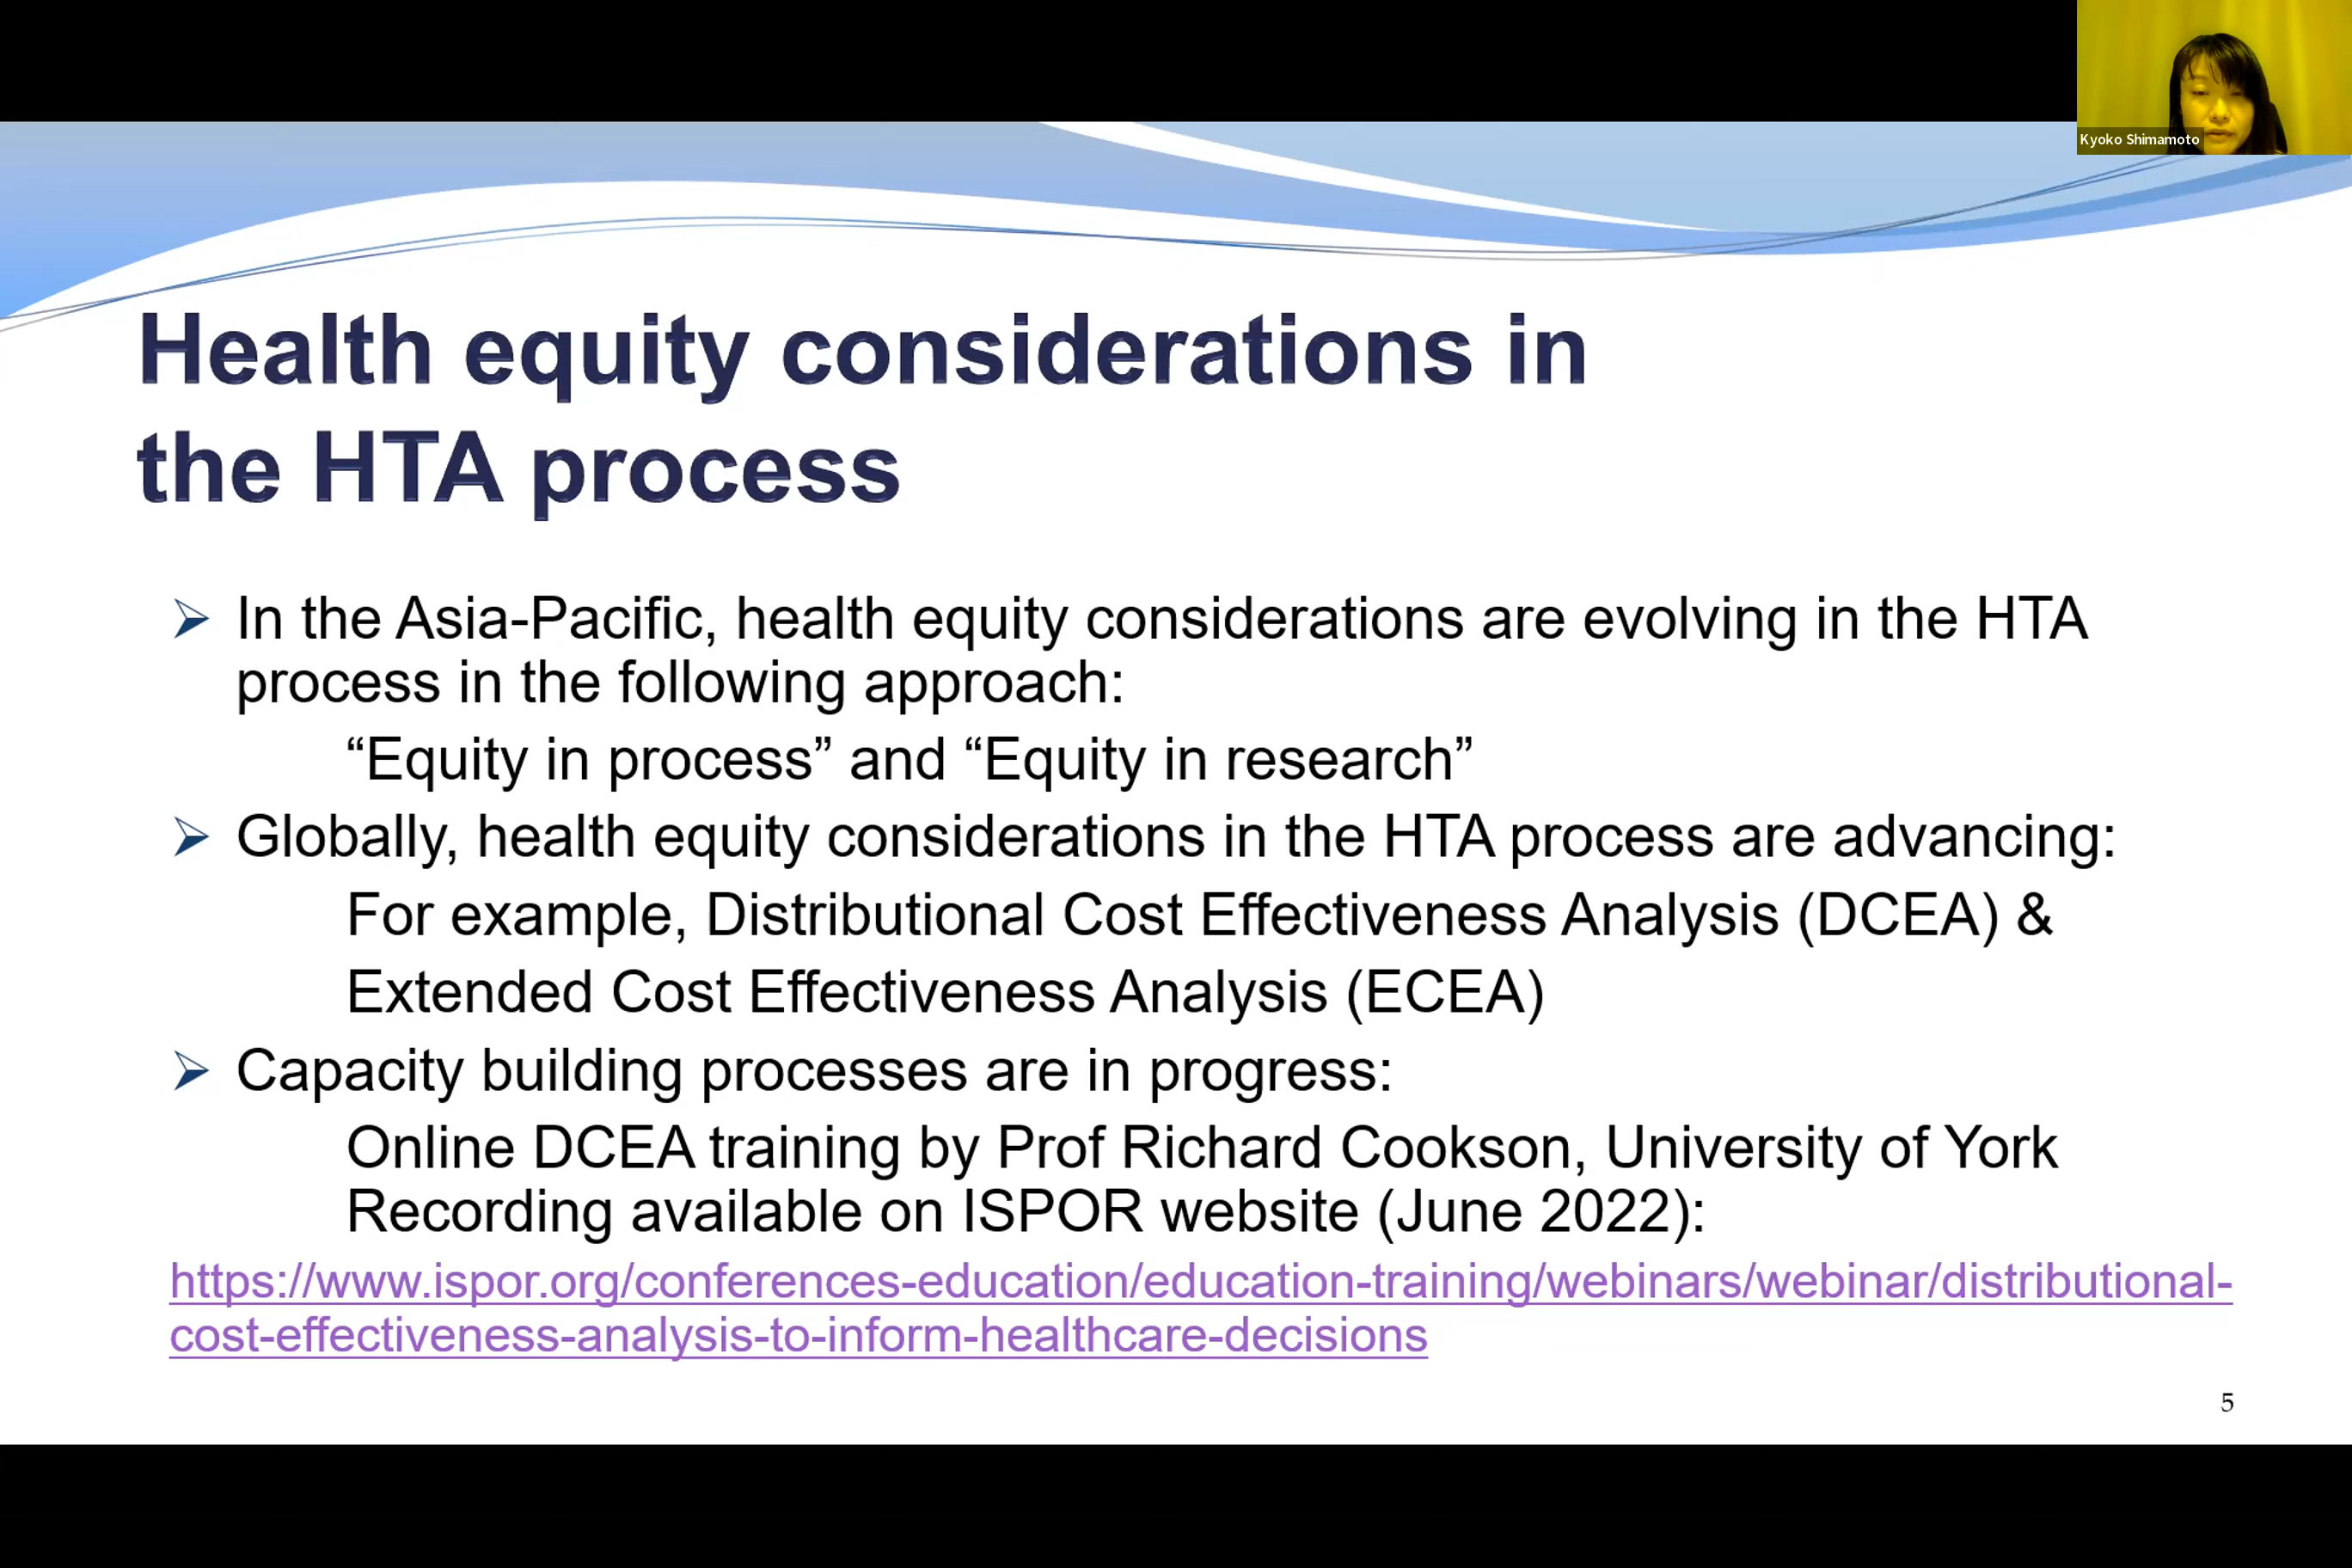 Kyoko Shimamoto
Health equity considerations in
the HTA process
➢ In the Asia-Pacific, health equity considerations are evolving in the HTA
process in the following approach:
“Equity in process” and “Equity in research”
➢ Globally, health equity considerations in the HTA process are advancing:
For example, Distributional Cost Effectiveness Analysis (DCEA) &
Extended Cost Effectiveness Analysis (ECEA)
➢ Capacity building processes are in progress:
Online DCEA training by Prof Richard Cookson, University of York
Recording available on ISPOR website (June 2022):
https://www.ispor.org/conferences-education/education-training/webinars/webinar/distributional-
cost-effectiveness-analysis-to-inform-healthcare-decisions
5